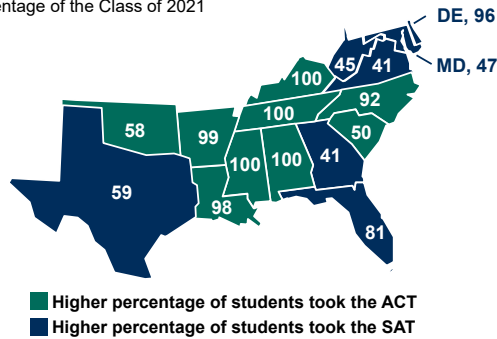 entage of the Class of 2021
DE, 96
45
41
MD, 47
100
92
100
58
99
50
100
100
41
59
98
81
Higher percentage of students took the ACT
Higher percentage of students took the SAT